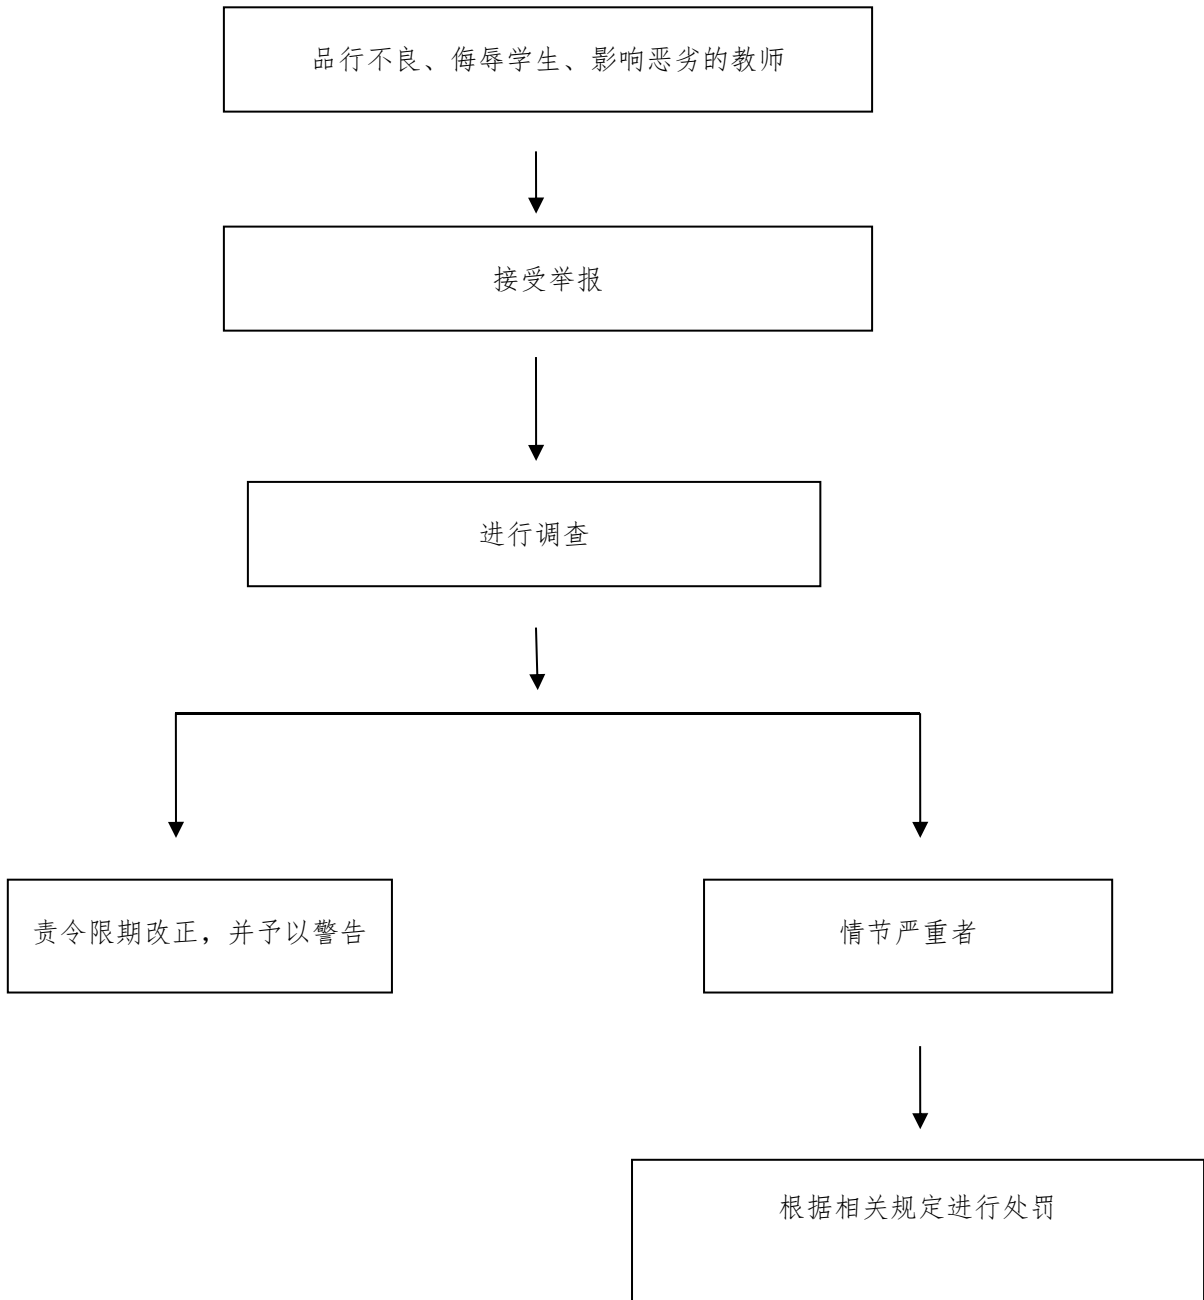 品行不良、侮辱学生、影响恶劣的教师
接受举报
进行调查
责令限期改正，并予以警告
情节严重者
根据相关规定进行处罚